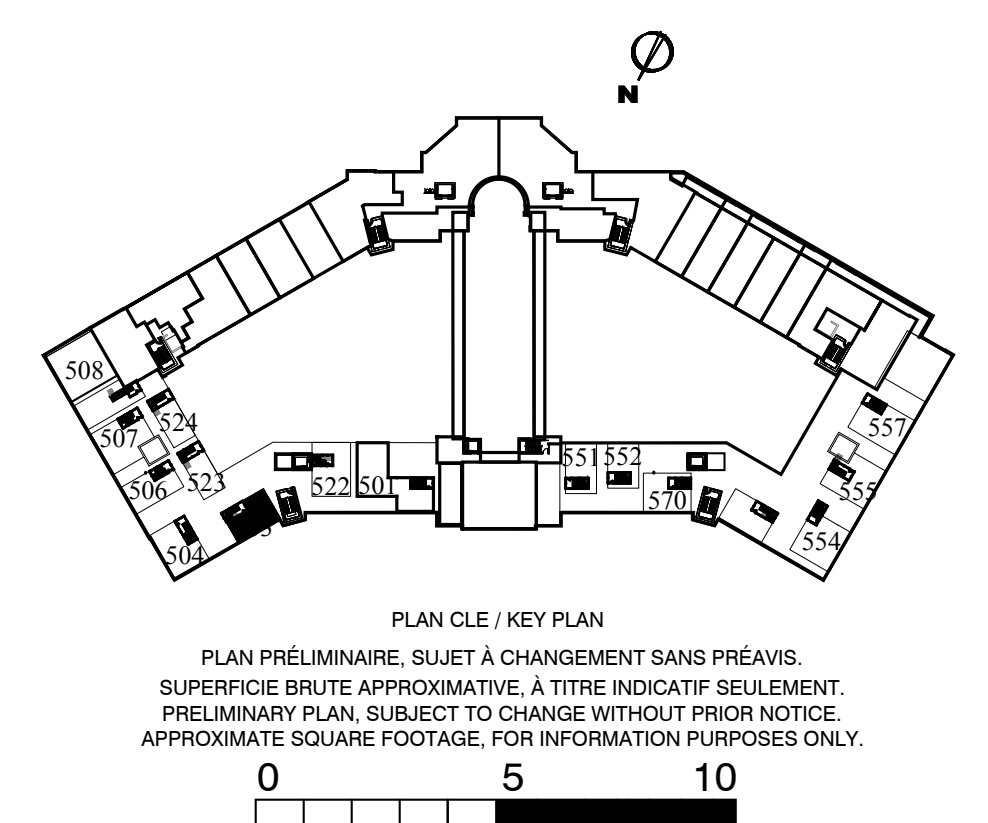 N
508
524
507
523
506
504
522
501
551
552
570
557
555
554
PLAN CLE / KEY PLAN
PLAN PRÉLIMINAIRE, SUJET À CHANGEMENT SANS PRÉAVIS.
SUPERFICIE BRUTE APPROXIMATIVE, À TITRE INDICATIF SEULEMENT.
PRELIMINARY PLAN, SUBJECT TO CHANGE WITHOUT PRIOR NOTICE.
APPROXIMATE SQUARE FOOTAGE, FOR INFORMATION PURPOSES ONLY.
0 5 10